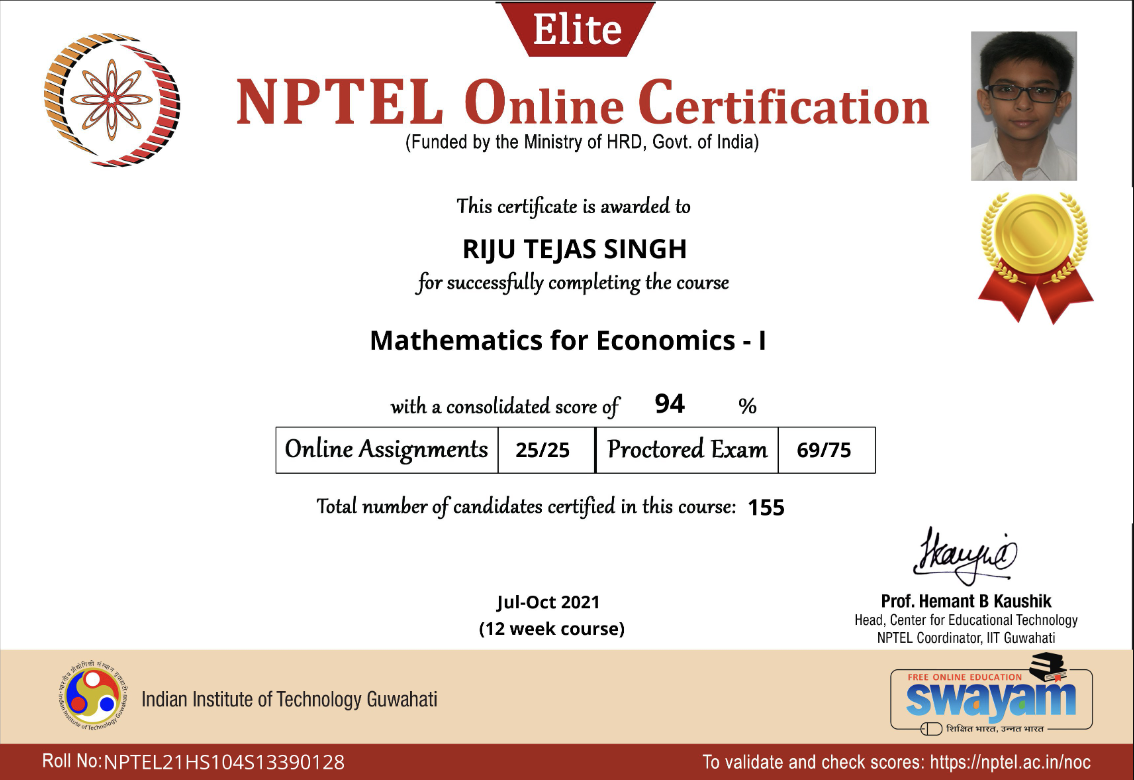 Elite
NPTEL Online Certification
(Funded by the Ministry of HRD, Govt. of India)
This certificate is awarded to
RIJU TEJAS SINGH
for successfully completing the course
Mathematics for Economics - I
with a consolidated score of 94 %
Online Assignments 25/25 Proctored Exam 69/75
Total number of candidates certified in this course: 155
Jul-Oct 2021
(12 week course)
Prof. Hemant B Kaushik
Head, Center for Educational Technology
NPTEL Coordinator, IIT Guwahati
Indian Institute of Technology Guwahati
FREE ONLINE EDUCATION
swayam
शिक्षित भारत, उन्नत भारत
Roll No: NPTEL21HS104S13390128
To validate and check scores: https://nptel.ac.in/noc